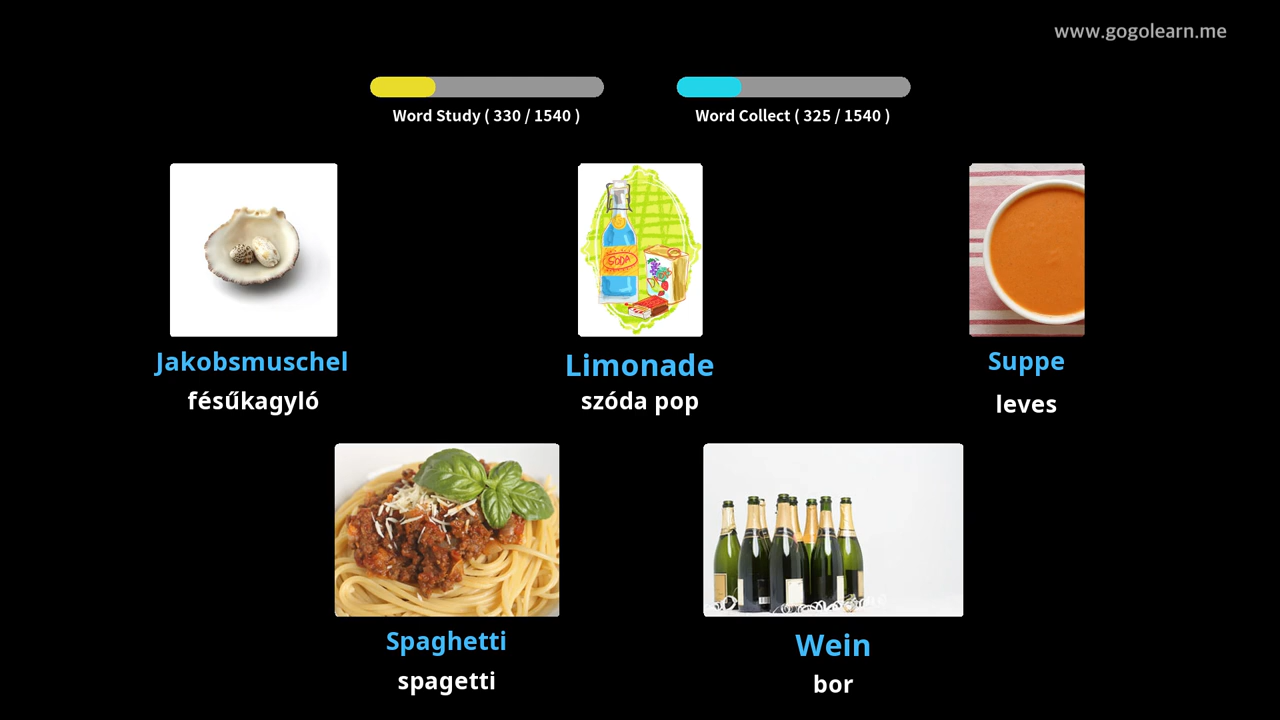 www.gogolearn.me
Word Study ( 330 / 1540 )
Word Collect ( 325 / 1540 )
SODA
Jakobsmuschel
fésűkagyló
Limonade
szóda pop
Suppe
leves
Spaghetti
spagetti
Wein
bor